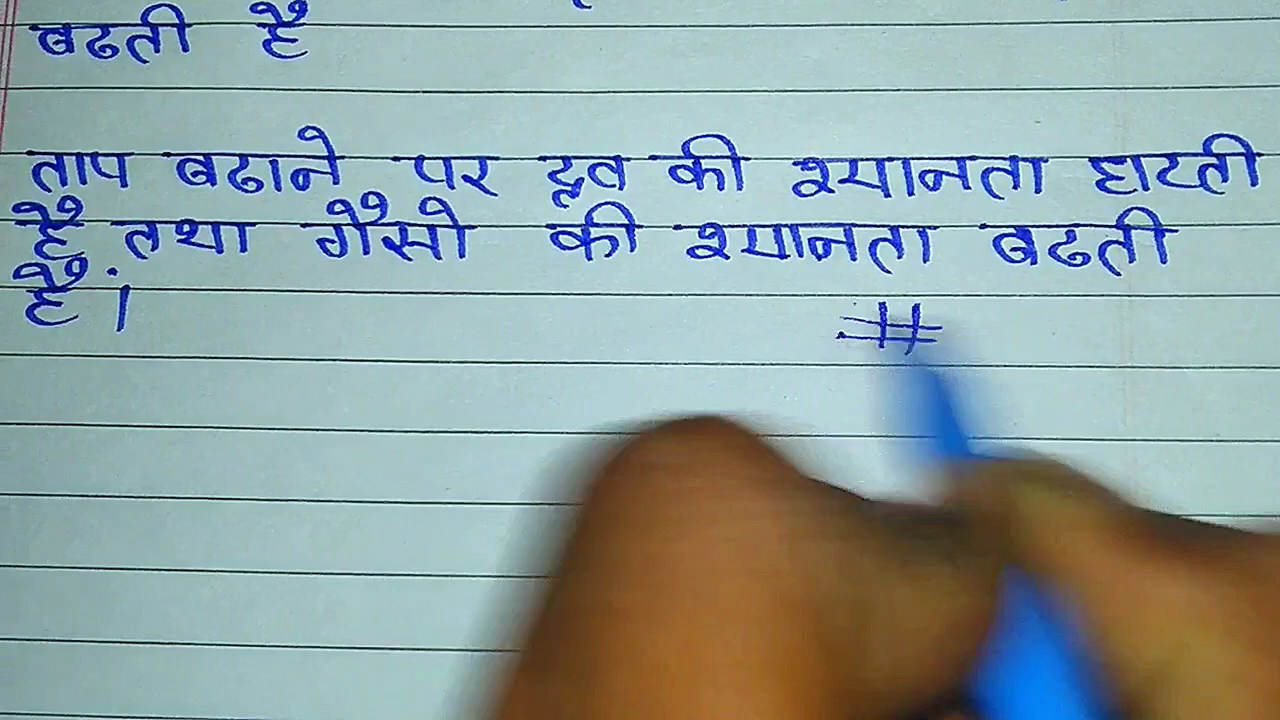 बढती है
ताप बढाने पर द्रव की श्यानता घटती
है तथा गैसो की श्यानता बढती
है।
#